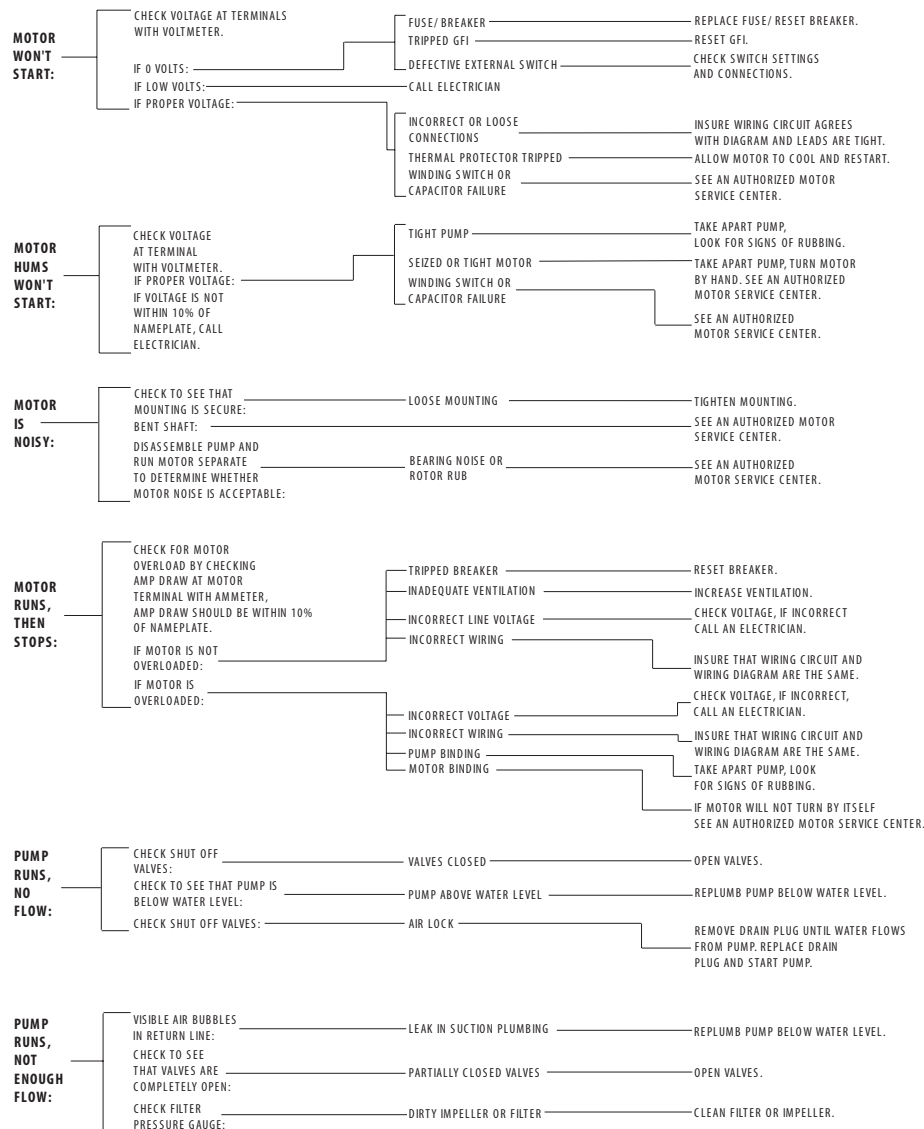 MOTOR
WON'T
START:
CHECK VOLTAGE AT TERMINALS
WITH VOLTMETER.
IF 0 VOLTS:
FUSE/ BREAKER
REPLACE FUSE/ RESET BREAKER.
TRIPPED GFI
RESET GFI.
DEFECTIVE EXTERNAL SWITCH
CHECK SWITCH SETTINGS
AND CONNECTIONS.
IF LOW VOLTS:
CALL ELECTRICIAN
IF PROPER VOLTAGE:
INCORRECT OR LOOSE
CONNECTIONS
INSURE WIRING CIRCUIT AGREES
WITH DIAGRAM AND LEADS ARE TIGHT.
THERMAL PROTECTOR TRIPPED
ALLOW MOTOR TO COOL AND RESTART.
WINDING SWITCH OR
CAPACITOR FAILURE
SEE AN AUTHORIZED MOTOR
SERVICE CENTER.
MOTOR
HUMS
WON'T
START:
CHECK VOLTAGE
AT TERMINAL
WITH VOLTMETER.
IF PROPER VOLTAGE:
IF VOLTAGE IS NOT
WITHIN 10% OF
NAMEPLATE, CALL
ELECTRICIAN.
TIGHT PUMP
TAKE APART PUMP,
LOOK FOR SIGNS OF RUBBING.
SEIZED OR TIGHT MOTOR
TAKE APART PUMP, TURN MOTOR
BY HAND. SEE AN AUTHORIZED
MOTOR SERVICE CENTER.
WINDING SWITCH OR
CAPACITOR FAILURE
SEE AN AUTHORIZED
MOTOR SERVICE CENTER.
MOTOR
IS
NOISY:
CHECK TO SEE THAT
MOUNTING IS SECURE:
LOOSE MOUNTING
TIGHTEN MOUNTING.
BENT SHAFT:
SEE AN AUTHORIZED MOTOR
SERVICE CENTER.
DISASSEMBLE PUMP AND
RUN MOTOR SEPARATE
TO DETERMINE WHETHER
MOTOR NOISE IS ACCEPTABLE:
BEARING NOISE OR
ROTOR RUB
SEE AN AUTHORIZED
MOTOR SERVICE CENTER.
MOTOR
RUNS,
THEN
STOPS:
CHECK FOR MOTOR
OVERLOAD BY CHECKING
AMP DRAW AT MOTOR
TERMINAL WITH AMMETER,
AMP DRAW SHOULD BE WITHIN 10%
OF NAMEPLATE.
IF MOTOR IS NOT
OVERLOADED:
TRIPPED BREAKER
RESET BREAKER.
INADEQUATE VENTILATION
INCREASE VENTILATION.
INCORRECT LINE VOLTAGE
CHECK VOLTAGE, IF INCORRECT
CALL AN ELECTRICIAN.
INCORRECT WIRING
INSURE THAT WIRING CIRCUIT AND
WIRING DIAGRAM ARE THE SAME.
IF MOTOR IS
OVERLOADED:
INCORRECT VOLTAGE
CHECK VOLTAGE, IF INCORRECT,
CALL AN ELECTRICIAN.
INCORRECT WIRING
INSURE THAT WIRING CIRCUIT AND
WIRING DIAGRAM ARE THE SAME.
PUMP BINDING
TAKE APART PUMP, LOOK
FOR SIGNS OF RUBBING.
MOTOR BINDING
IF MOTOR WILL NOT TURN BY ITSELF
SEE AN AUTHORIZED MOTOR SERVICE CENTER.
PUMP
RUNS,
NO
FLOW:
CHECK SHUT OFF
VALVES:
VALVES CLOSED
OPEN VALVES.
CHECK TO SEE THAT PUMP IS
BELOW WATER LEVEL:
PUMP ABOVE WATER LEVEL
REPLUMB PUMP BELOW WATER LEVEL.
CHECK SHUT OFF VALVES:
AIR LOCK
REMOVE DRAIN PLUG UNTIL WATER FLOWS
FROM PUMP. REPLACE DRAIN
PLUG AND START PUMP.
PUMP
RUNS,
NOT
ENOUGH
FLOW:
VISIBLE AIR BUBBLES
IN RETURN LINE:
LEAK IN SUCTION PLUMBING
REPLUMB PUMP BELOW WATER LEVEL.
CHECK TO SEE
THAT VALVES ARE
COMPLETELY OPEN:
PARTIALLY CLOSED VALVES
OPEN VALVES.
CHECK FILTER
PRESSURE GAUGE:
DIRTY IMPELLER OR FILTER
CLEAN FILTER OR IMPELLER.